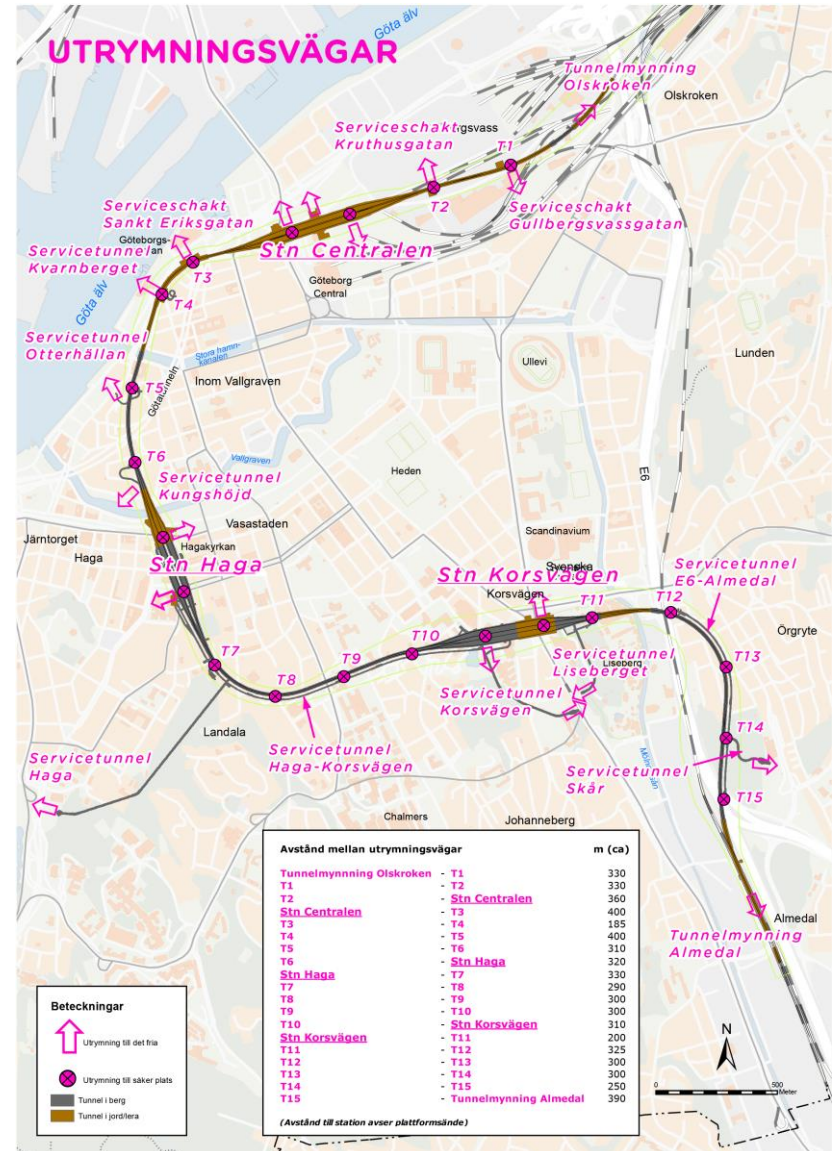 UTRYMNINGSVÄGAR
Göta älv
Tunnelmynning
Olskroken
Olskroken
Serviceschakt
Kruthusgatan
gsvass
T1
T2
Serviceschakt
Gullbergsvassgatan
Serviceschakt
Sankt Eriksgatan
Stn Centralen
Göteborgs-
Servicetunnel
Kvarnberget
T3
T4
Göteborg
Central
Göta älv
Servicetunnel
Otterhällan
Stora hamn-
kanalen
Ullevi
Lunden
T5
Inom Vallgraven
T6
Vallgraven
Servicetunnel
Kungshöjd
Heden
E6
Järntorget
Haga
Vasastaden
Hagakyrkan
Stn Haga
Scandinavium
Svenska
Stn Korsvägen
Korsvägen
Servicetunnel
E6-Almedal
T11
T12
Örgryte
T10
T9
T8
T7
T13
Liseberg
Servicetunnel
Liseberget
Servicetunnel
Korsvägen
T14
Landala
Servicetunnel
Haga-Korsvägen
Servicetunnel
Haga
Servicetunnel
Skår
T15
Chalmers
Johanneberg
Almedal
Tunnelmynning
Almedal
Avstånd mellan utrymningsvägar m (ca)
Tunnelmynnning Olskroken - T1 330
T1 - T2 330
T2 - Stn Centralen 360
Stn Centralen - T3 400
T3 - T4 185
T4 - T5 400
T5 - T6 310
T6 - Stn Haga 320
Stn Haga - T7 330
T7 - T8 290
T8 - T9 300
T9 - T10 300
T10 - Stn Korsvägen 310
Stn Korsvägen - T11 200
T11 - T12 325
T12 - T13 300
T13 - T14 300
T14 - T15 250
T15 - Tunnelmynning Almedal 390
(Avstånd till station avser plattformsände)
Beteckningar
Utrymning till det fria
Utrymning till säker plats
Tunnel i berg
Tunnel i jord/lera
N
0 500
Meter